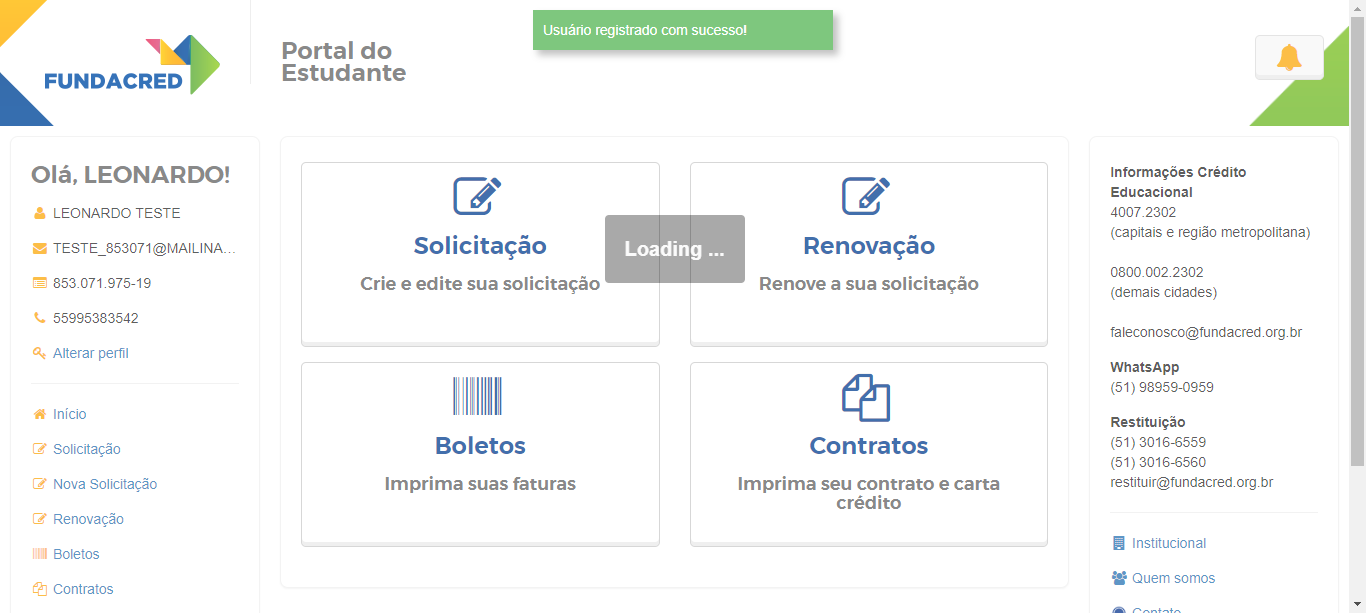 Usuário registrado com sucesso!
FUNDACRED
Portal do
Estudante
Olá, LEONARDO!
LEONARDO TESTE
TESTE_853071@MAILINA...
853.071.975-19
55995383542
Alterar perfil
Início
Solicitação
Nova Solicitação
Renovação
Boletos
Contratos
Solicitação
Crie e edite sua solicitação
Renovação
Renove a sua solicitação
Loading ...
Boletos
Imprima suas faturas
Contratos
Imprima seu contrato e carta
crédito
Informações Crédito
Educacional
4007.2302
(capitais e região metropolitana)
0800.002.2302
(demais cidades)
faleconosco@fundacred.org.br
WhatsApp
(51) 98959-0959
Restituição
(51) 3016-6559
(51) 3016-6560
restituir@fundacred.org.br
Institucional
Quem somos
Contato